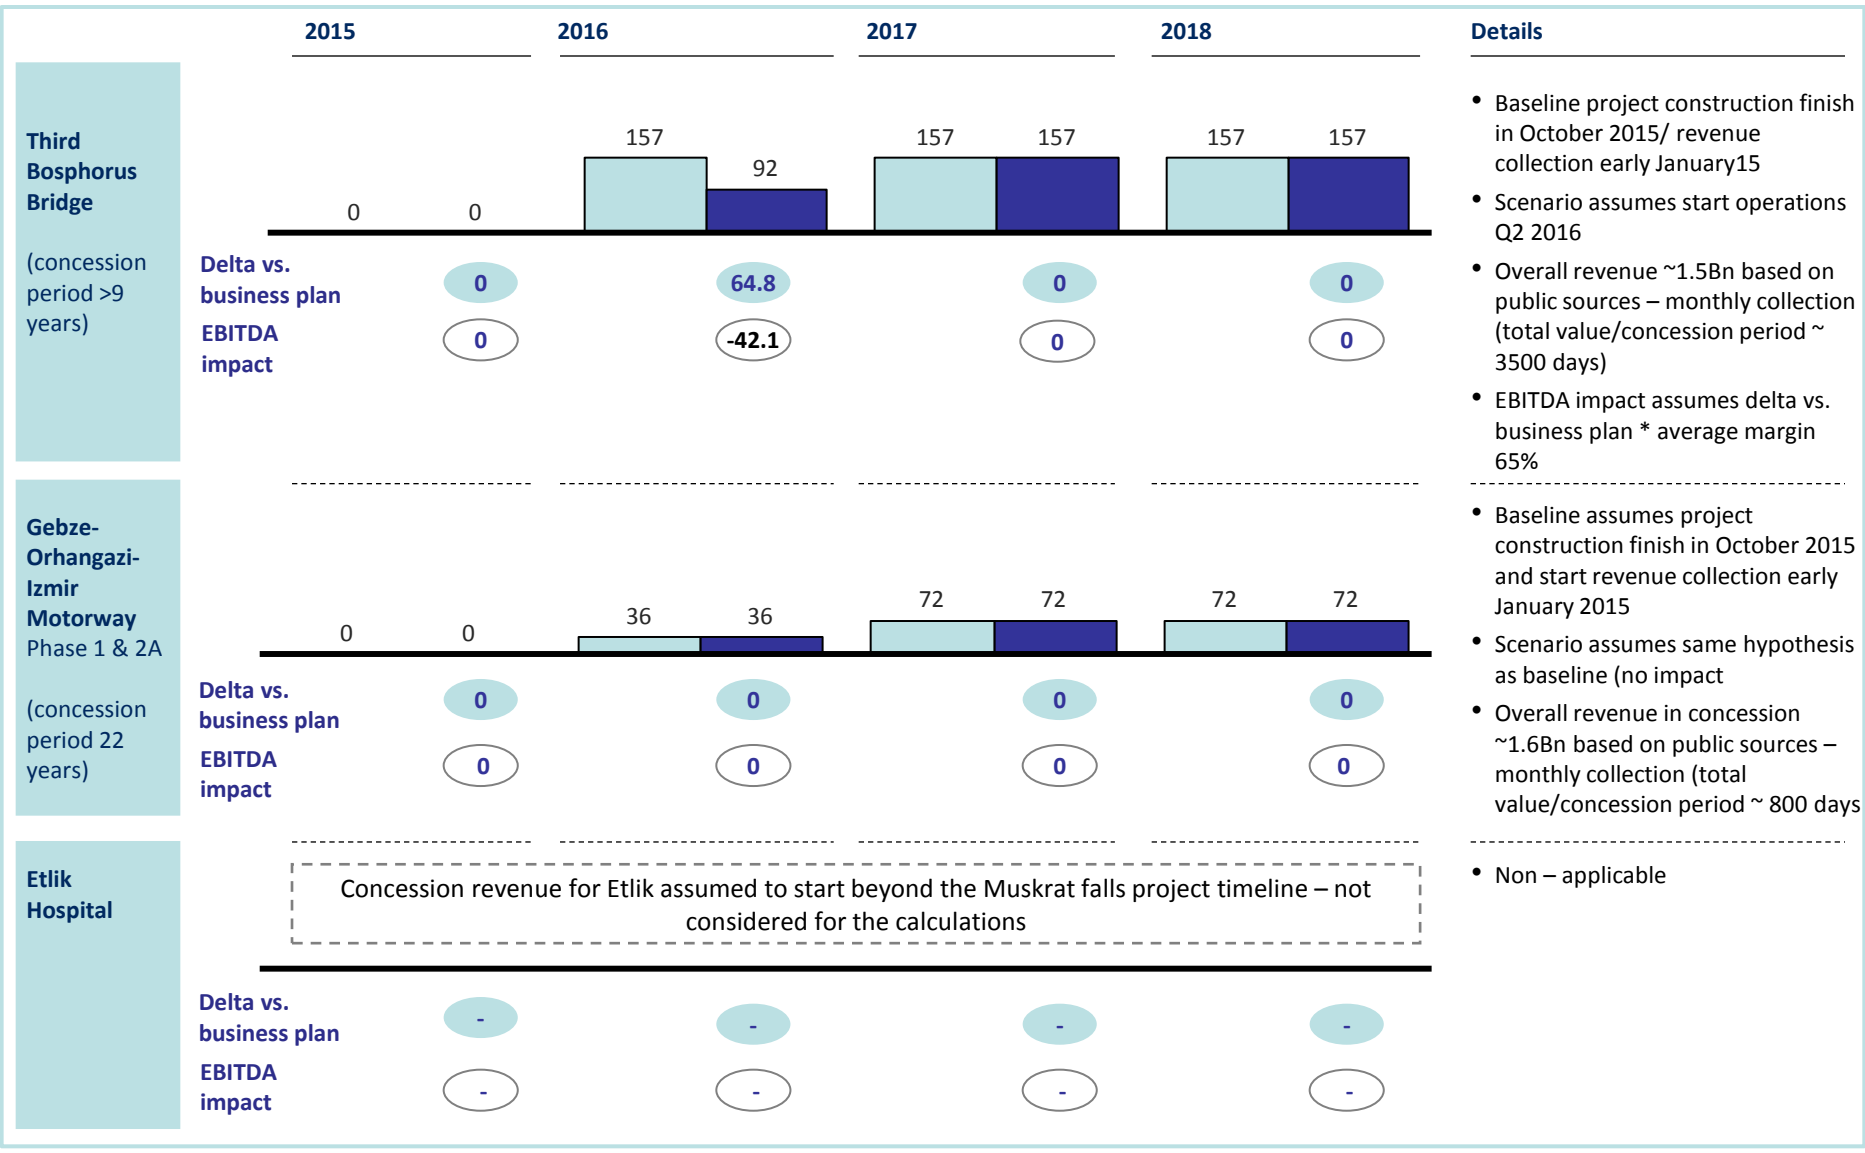 2015
2016
2017
2018
Details
Third
Bosphorus
Bridge
(concession
period >9
years)
0
0
157
92
157
157
157
157
Delta vs.
business plan
0
64.8
0
0
EBITDA
impact
0
-42.1
0
0
• Baseline project construction finish
in October 2015/ revenue
collection early January15
• Scenario assumes start operations
Q2 2016
• Overall revenue ~1.5Bn based on
public sources – monthly collection
(total value/concession period ~
3500 days)
• EBITDA impact assumes delta vs.
business plan * average margin
65%
Gebze-
Orhangazi-
Izmir
Motorway
Phase 1 & 2A
(concession
period 22
years)
0
0
36
36
72
72
72
72
Delta vs.
business plan
0
0
0
0
EBITDA
impact
0
0
0
0
• Baseline assumes project
construction finish in October 2015
and start revenue collection early
January 2015
• Scenario assumes same hypothesis
as baseline (no impact
• Overall revenue in concession
~1.6Bn based on public sources –
monthly collection (total
value/concession period ~ 800 days
Etlik
Hospital
Concession revenue for Etlik assumed to start beyond the Muskrat falls project timeline – not
considered for the calculations
Delta vs.
business plan
-
-
-
-
EBITDA
impact
-
-
-
-
• Non – applicable